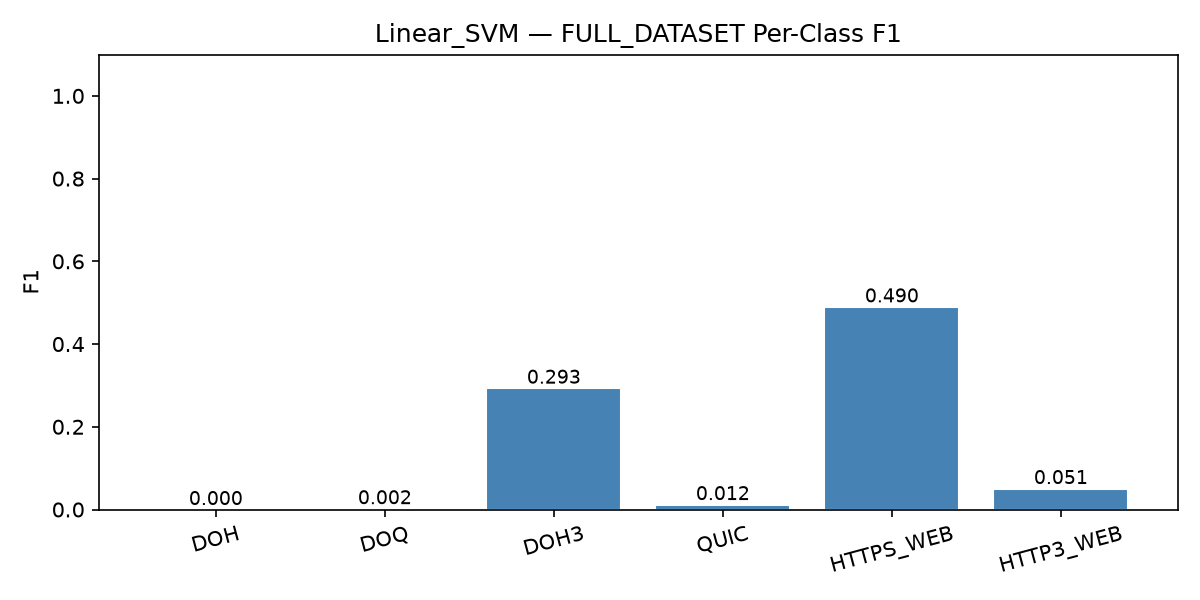 Linear_SVM — FULL_DATASET Per-Class F1
F1
1.0
0.8
0.6
0.4
0.2
0.0
0.000
0.002
0.293
0.012
0.490
0.051
DOH
DOQ
DOH3
QUIC
HTTPS_WEB
HTTP3_WEB